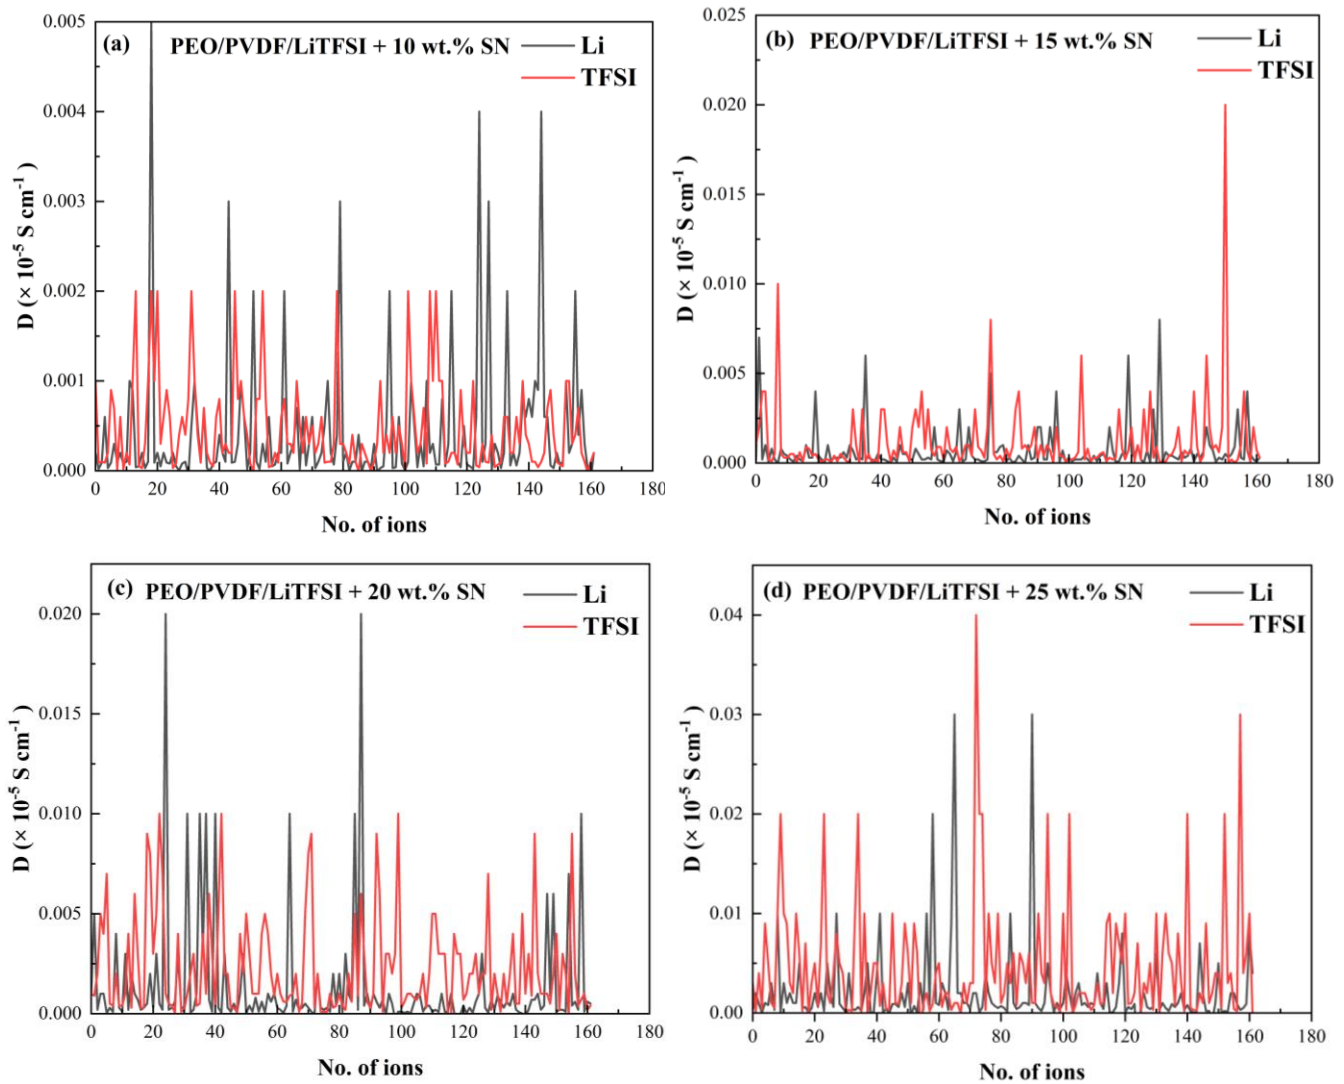 (a) PEO/PVDF/LiTFSI + 10 wt.% SN
Li
TFSI
D (× 10⁻⁵ S cm⁻¹)
0.005
0.004
0.003
0.002
0.001
0.000
0 20 40 60 80 100 120 140 160 180
No. of ions
(b) PEO/PVDF/LiTFSI + 15 wt.% SN
Li
TFSI
D (× 10⁻⁵ S cm⁻¹)
0.025
0.020
0.015
0.010
0.005
0.000
0 20 40 60 80 100 120 140 160 180
No. of ions
(c) PEO/PVDF/LiTFSI + 20 wt.% SN
Li
TFSI
D (× 10⁻⁵ S cm⁻¹)
0.020
0.015
0.010
0.005
0.000
0 20 40 60 80 100 120 140 160 180
No. of ions
(d) PEO/PVDF/LiTFSI + 25 wt.% SN
Li
TFSI
D (× 10⁻⁵ S cm⁻¹)
0.04
0.03
0.02
0.01
0.00
0 20 40 60 80 100 120 140 160 180
No. of ions